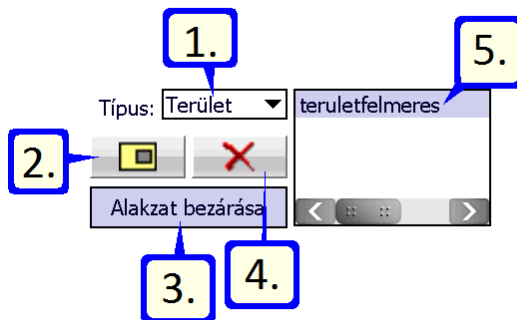 1.
5.
Típus: Terület
teruletfelmeres
2.
Alakzat bezárása
3.
4.